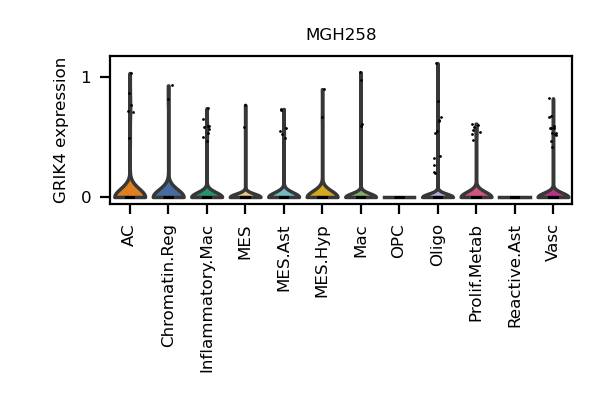 MGH258
GRIK4 expression
1
0
AC
Chromatin.Reg
Inflammatory.Mac
MES
MES.Ast
MES.Hyp
Mac
OPC
Oligo
Prolif.Metab
Reactive.Ast
Vasc